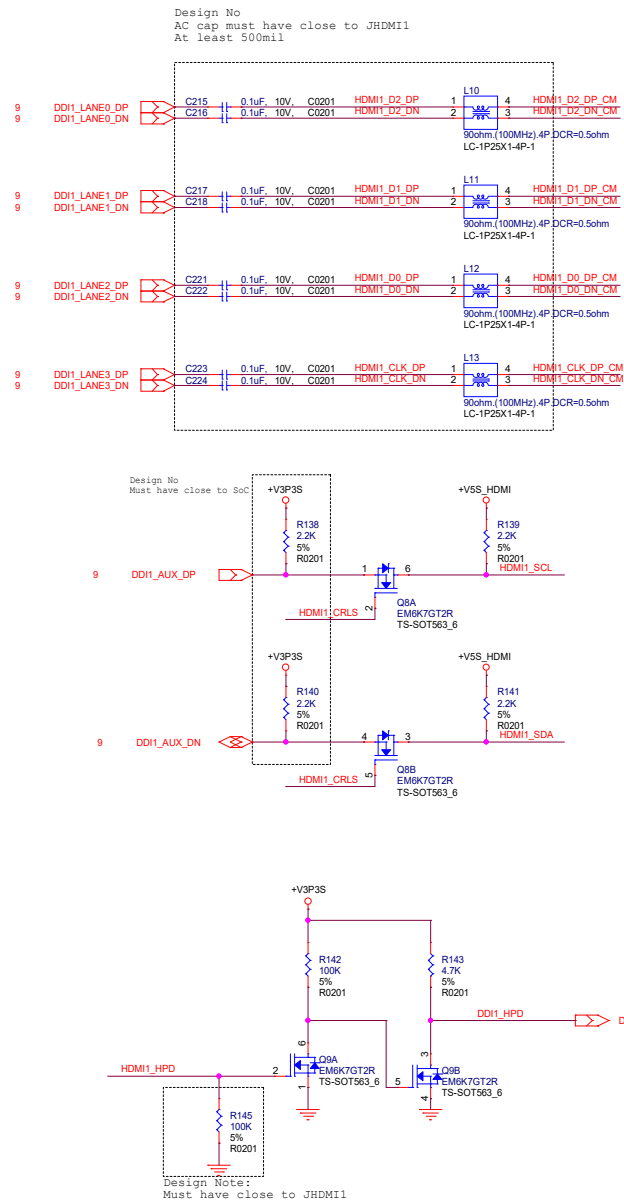 Design No
AC cap must have close to JHDMI1
At least 500mil
L10
9 DDI1_LANE0_DP C215 0.1uF, 10V, C0201 HDMI1_D2_DP 1 4 HDMI1_D2_DP_CM
9 DDI1_LANE0_DN C216 0.1uF, 10V, C0201 HDMI1_D2_DN 2 3 HDMI1_D2_DN_CM
90ohm.(100MHz).4P.DCR=0.5ohm
LC-1P25X1-4P-1
L11
9 DDI1_LANE1_DP C217 0.1uF, 10V, C0201 HDMI1_D1_DP 1 4 HDMI1_D1_DP_CM
9 DDI1_LANE1_DN C218 0.1uF, 10V, C0201 HDMI1_D1_DN 2 3 HDMI1_D1_DN_CM
90ohm.(100MHz).4P.DCR=0.5ohm
LC-1P25X1-4P-1
L12
9 DDI1_LANE2_DP C221 0.1uF, 10V, C0201 HDMI1_D0_DP 1 4 HDMI1_D0_DP_CM
9 DDI1_LANE2_DN C222 0.1uF, 10V, C0201 HDMI1_D0_DN 2 3 HDMI1_D0_DN_CM
90ohm.(100MHz).4P.DCR=0.5ohm
LC-1P25X1-4P-1
L13
9 DDI1_LANE3_DP C223 0.1uF, 10V, C0201 HDMI1_CLK_DP 1 4 HDMI1_CLK_DP_CM
9 DDI1_LANE3_DN C224 0.1uF, 10V, C0201 HDMI1_CLK_DN 2 3 HDMI1_CLK_DN_CM
90ohm.(100MHz).4P.DCR=0.5ohm
LC-1P25X1-4P-1
Design No
Must have close to SoC
+V3P3S +V5S_HDMI
R138 R139
2.2K 2.2K
5% 5%
R0201 R0201
9 DDI1_AUX_DP 1 6 HDMI1_SCL
HDMI1_CRLS 2 Q8A
EM6K7GT2R
TS-SOT563_6
+V3P3S +V5S_HDMI
R140 R141
2.2K 2.2K
5% 5%
R0201 R0201
9 DDI1_AUX_DN 4 3 HDMI1_SDA
HDMI1_CRLS 5 Q8B
EM6K7GT2R
TS-SOT563_6
+V3P3S
R142 R143
100K 4.7K
5% 5%
R0201 R0201
DDI1_HPD D
6 3
HDMI1_HPD 2 Q9A 5 Q9B
EM6K7GT2R EM6K7GT2R
TS-SOT563_6 TS-SOT563_6
1 4
R145
100K
5%
R0201
Design Note:
Must have close to JHDMI1